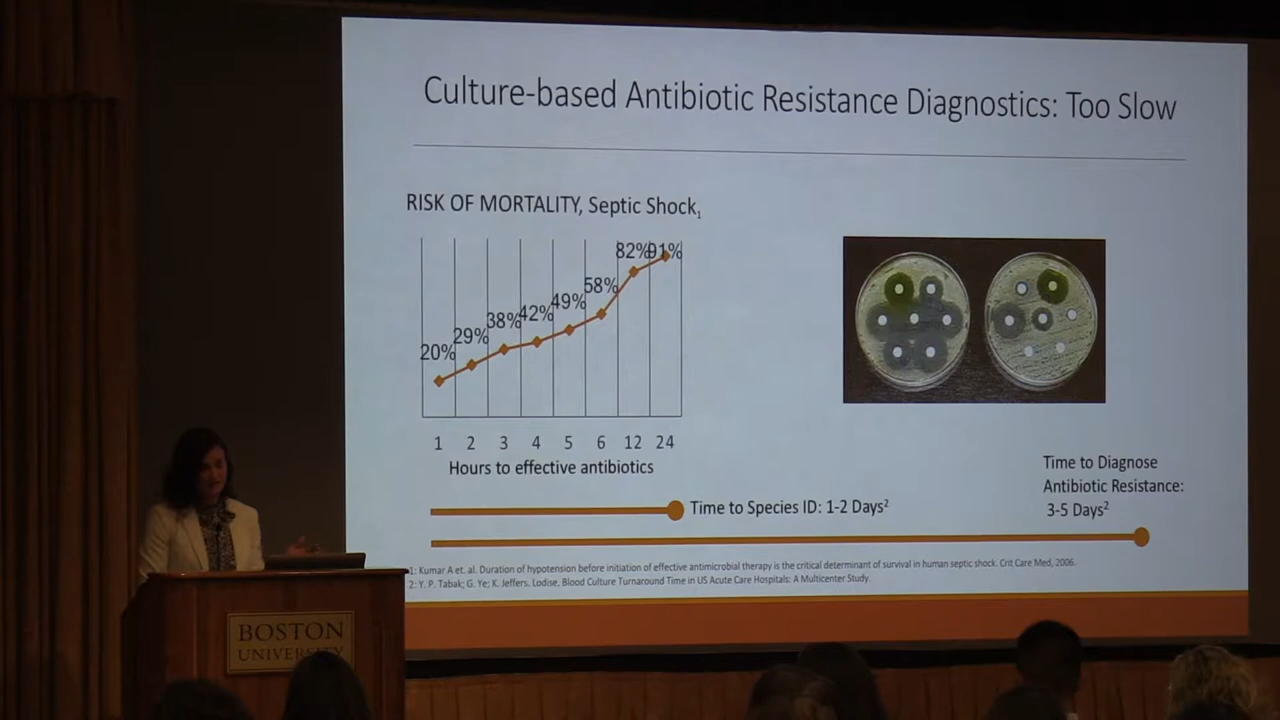 Culture-based Antibiotic Resistance Diagnostics: Too Slow
RISK OF MORTALITY, Septic Shock1
20%
29%
38%
42%
49%
58%
82%
91%
1 2 3 4 5 6 12 24
Hours to effective antibiotics
Time to Species ID: 1-2 Days2
Time to Diagnose
Antibiotic Resistance:
3-5 Days2
1: Kumar A et. al. Duration of hypotension before initiation of effective antimicrobial therapy is the critical determinant of survival in human septic shock. Crit Care Med, 2006.
2: Y. P. Tabak; G. Ye; K. Jeffers. Lodise. Blood Culture Turnaround Time in US Acute Care Hospitals: A Multicenter Study.
BOSTON
UNIVERSITY